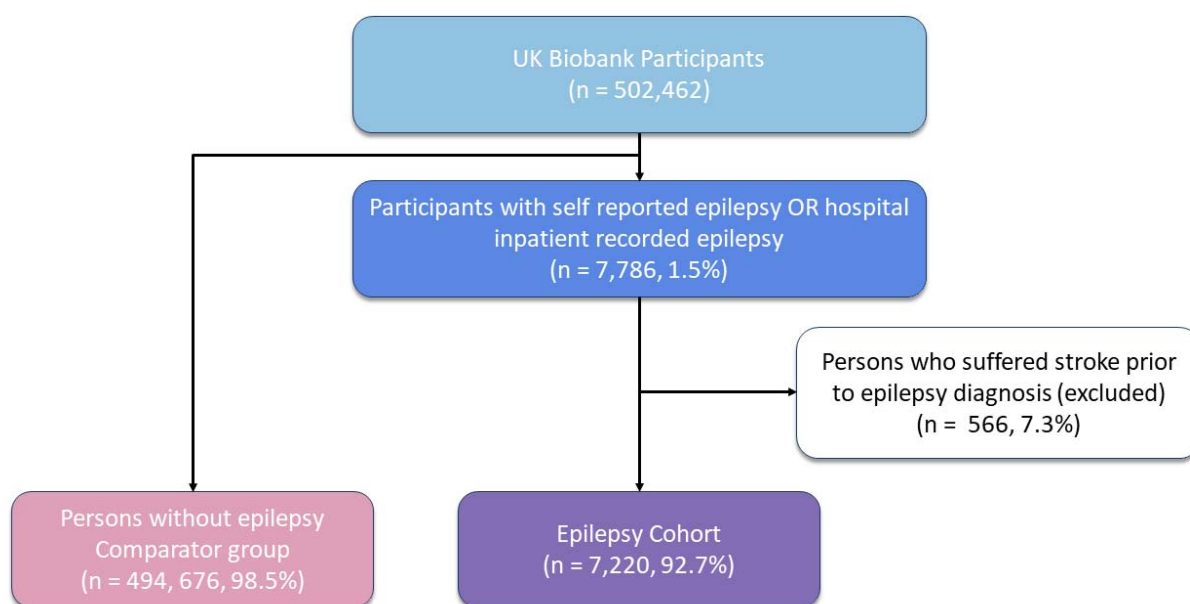 UK Biobank Participants
(n = 502,462)
Participants with self reported epilepsy OR hospital
inpatient recorded epilepsy
(n = 7,786, 1.5%)
Persons who suffered stroke prior
to epilepsy diagnosis (excluded)
(n =  566, 7.3%)
Persons without epilepsy
Comparator group
(n = 494, 676, 98.5%)
Epilepsy Cohort
(n = 7,220, 92.7%)